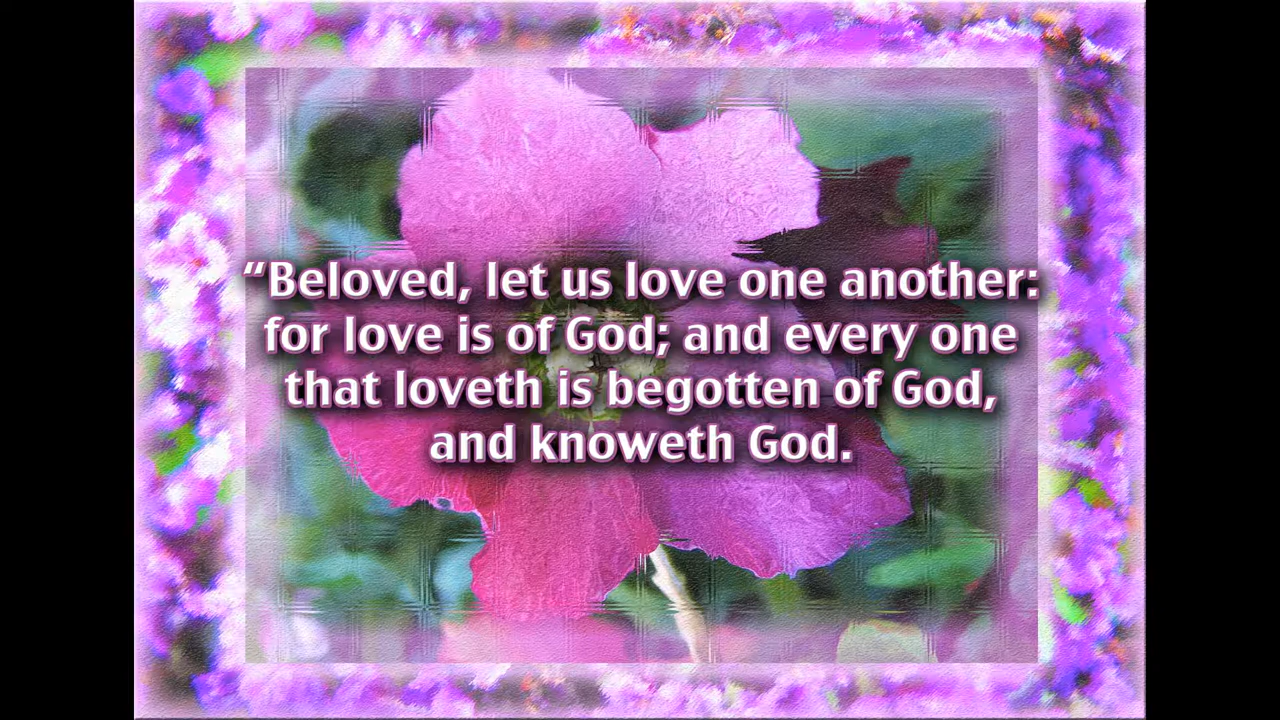 “Beloved, let us love one another:
for love is of God; and every one
that loveth is begotten of God,
and knoweth God.